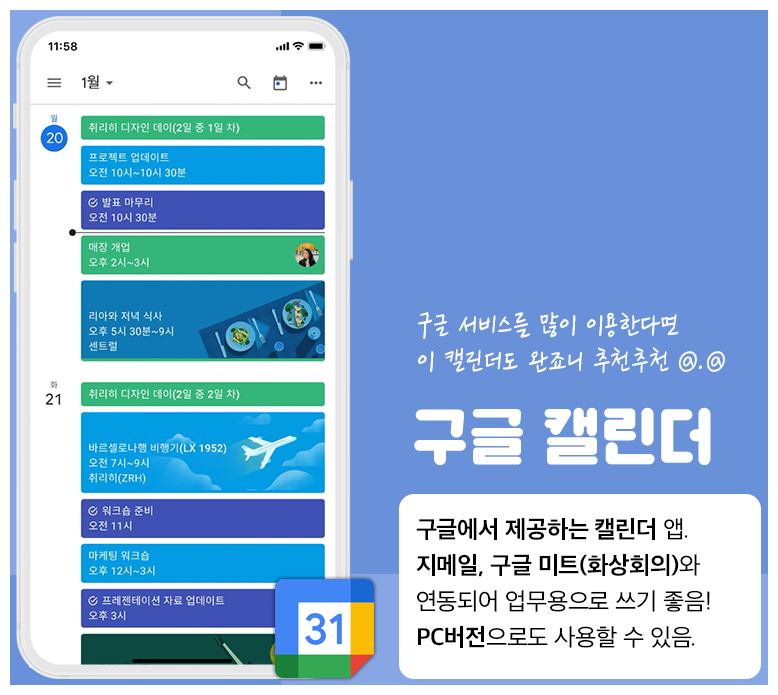 11:58
1월
월
20
취리히 디자인 데이(2일 중 1일 차)
프로젝트 업데이트
오전 10시~10시 30분
발표 마무리
오전 10시 30분
매장 개업
오후 2시~3시
리아와 저녁 식사
오후 5시 30분~9시
센트럴
화
21
취리히 디자인 데이(2일 중 2일 차)
바르셀로나행 비행기(LX 1952)
오전 7시~9시
취리히(ZRH)
워크숍 준비
오전 11시
마케팅 워크숍
오후 12시~3시
프레젠테이션 자료 업데이트
오후 3시
31
구글 서비스를 많이 이용한다면
이 캘린더도 완죠니 추천추천 @.@
구글 캘린더
구글에서 제공하는 캘린더 앱.
지메일, 구글 미트(화상회의)와
연동되어 업무용으로 쓰기 좋음!
PC버전으로도 사용할 수 있음.